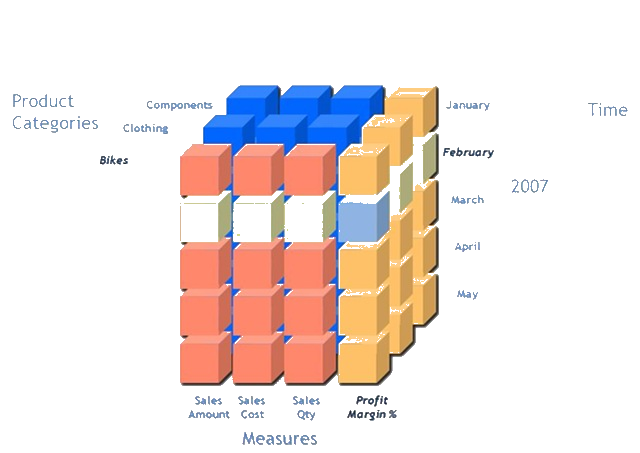 Product
Categories
Components
Clothing
Bikes
January
February
March
April
May
Time
2007
Sales
Amount
Sales
Cost
Sales
Qty
Profit
Margin %
Measures